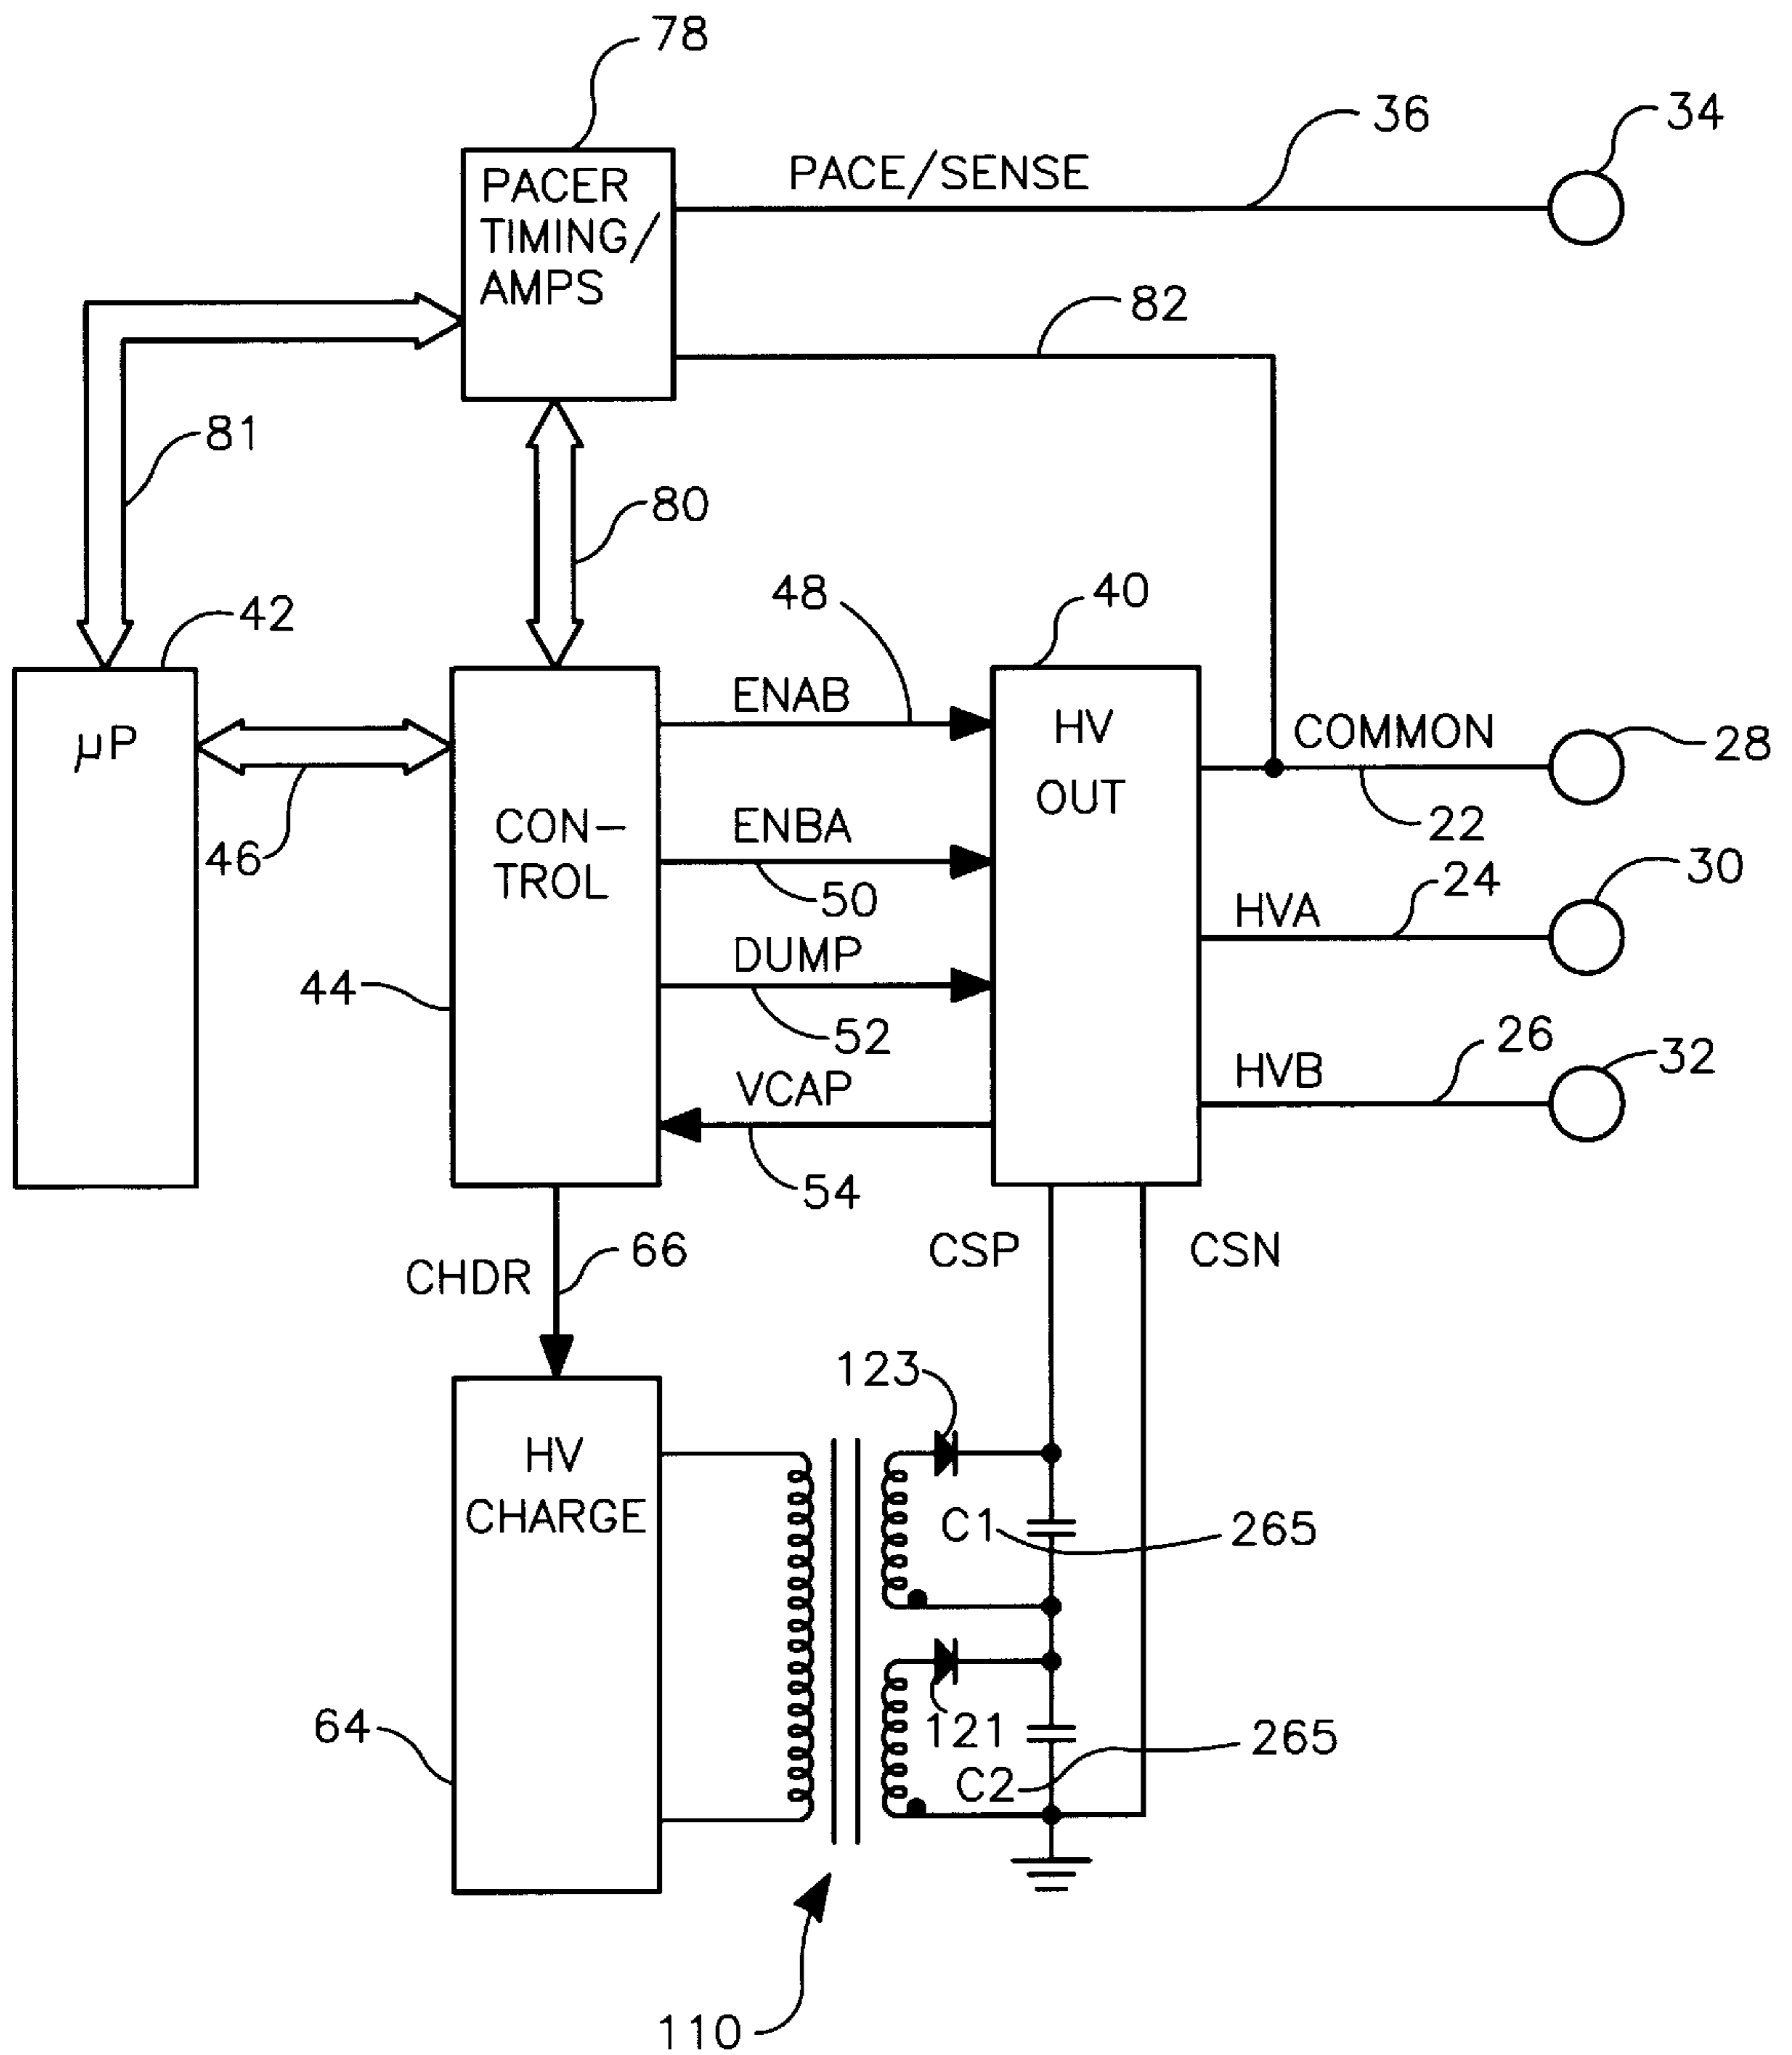 78
36
34
PACER
TIMING/
AMPS
PACE/SENSE
82
81
80
42
48
40
ENAB
HV
OUT
COMMON
28
µP
22
46
CON-
TROL
ENBA
50
30
24
HVA
DUMP
44
52
26
32
HVB
VCAP
54
66
CSP
CSN
CHDR
123
HV
CHARGE
C1
265
64
121
265
C2
110